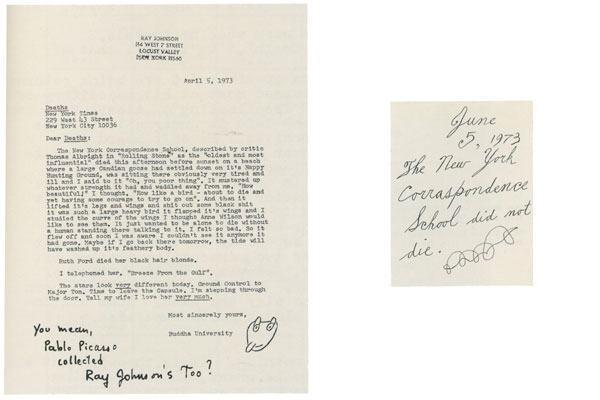 RAY JOHNSON
44 WEST 7 STREET
LOCUST VALLEY
NEW YORK 11560
April 5, 1973
Deaths
New York Times
229 West 43 Street
New York City 10036
Dear Deaths:
The New York Correspondence School, described by critic
Thomas Albright in "Rolling Stone" as the "oldest and most
influential" died this afternoon before sunset on a beach
where a large Canadian goose had settled down on it's Happy
Hunting Ground, was sitting there obviously very tired and
ill and I said to it "Oh, you poor thing". It mustered up
whatever strength it had and waddled away from me. "How
beautiful!" I thought, "How like a bird - about to die and
yet having some courage to try to go on". And than it
lifted it's legs and wings and shit out some black shit
it was such a large heavy bird it flapped it's wings and I
studied the curve of the wings I thought Anne Wilson would
like to see them. It just wanted to be alone to die without
a human standing there talking to it, I felt so bad. So it
flew off and soon I was sware I couldn't see it anymore it
had gone. Maybe if I go back there tomorrow, the tide will
have washed up it's feathery body.
Ruth Ford died her black hair blonde.
I telephoned her. "Breeze From the Gulf".
The stars look very different today. Ground Control to
Major Tom. Time to leave the Capsule. I'm stepping through
the door. Tell my wife I love her very much.
Most sincerely yours,
Buddha University
You mean,
Pablo Picasso
collected
Ray Johnson's Too?
June
5, 1973
The New York
Corraspondence
School did not
die.